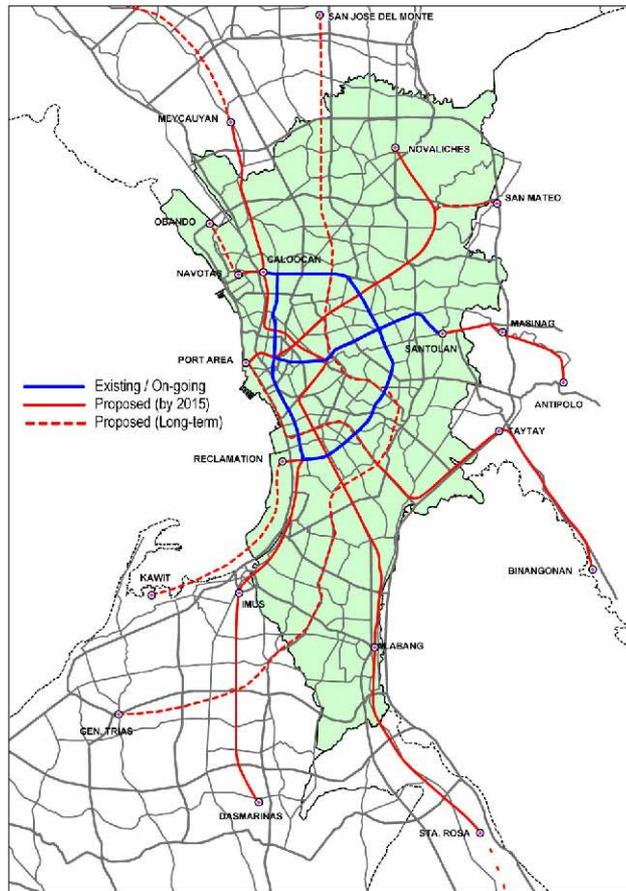 SAN JOSE DEL MONTE
MEYCAUYAN
NOVALICHES
SAN MATEO
OBANDO
CALOOCAN
NAVOTAS
MASINAG
SANTOLAN
PORT AREA
Existing / On-going
Proposed (by 2015)
Proposed (Long-term)
ANTIPOLO
TAYTAY
RECLAMATION
BINANGONAN
KAWIT
IMUS
ALABANG
GEN. TRIAS
DASMARINAS
STA. ROSA